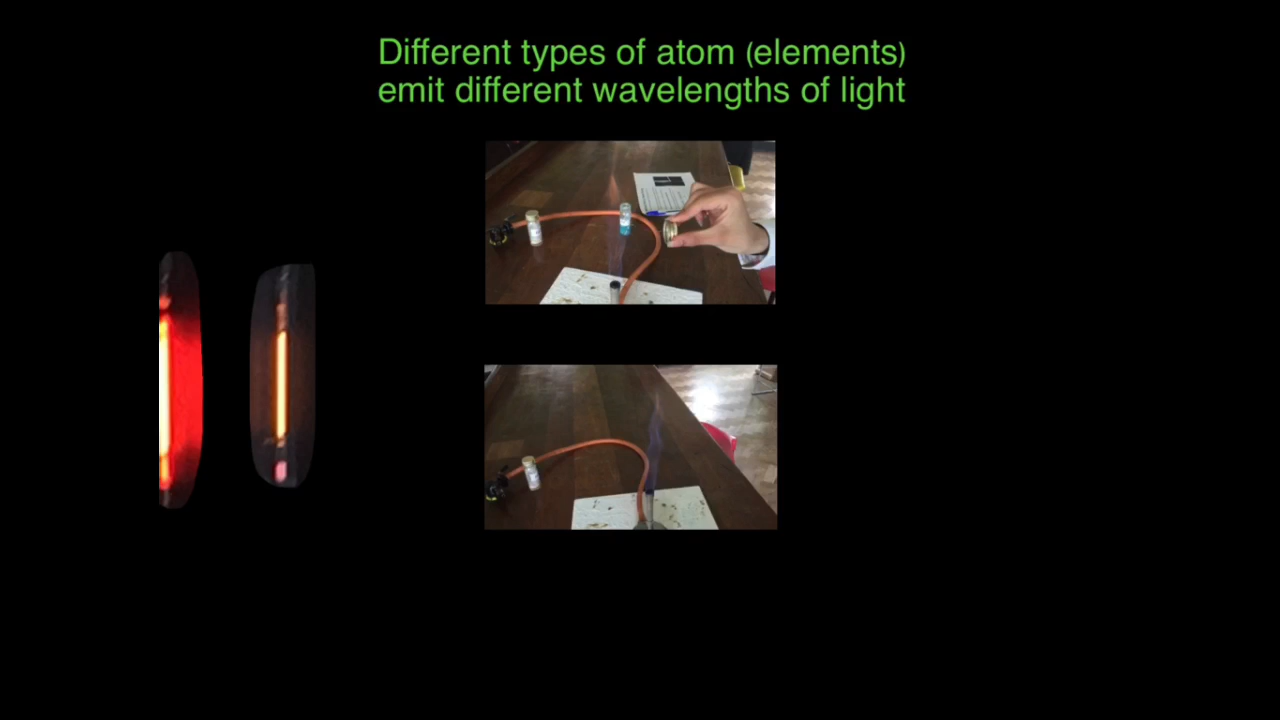 Different types of atom (elements)
emit different wavelengths of light